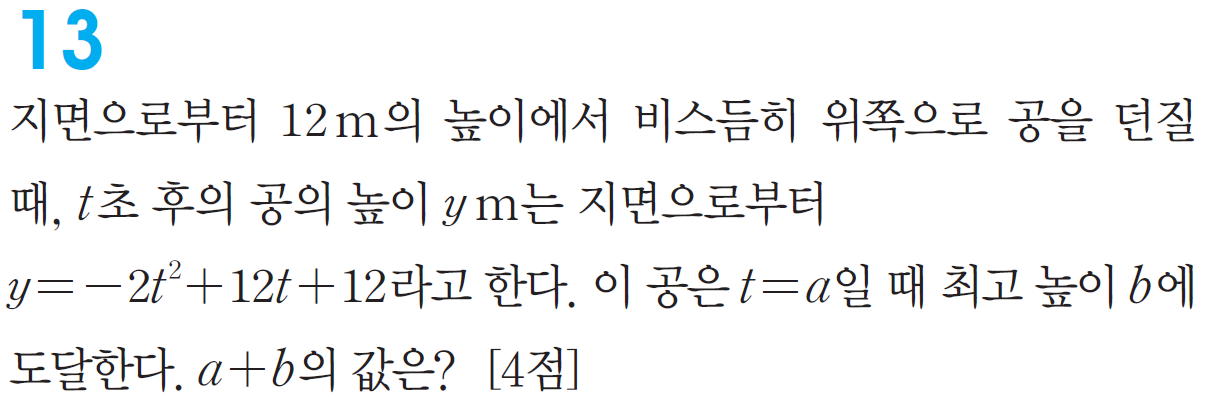 13
지면으로부터 12m의 높이에서 비스듬히 위쪽으로 공을 던질
때, t초 후의 공의 높이 y m는 지면으로부터
y=-2t²+12t+12라고 한다. 이 공은 t=a일 때 최고 높이 b에
도달한다. a+b의 값은? [4점]